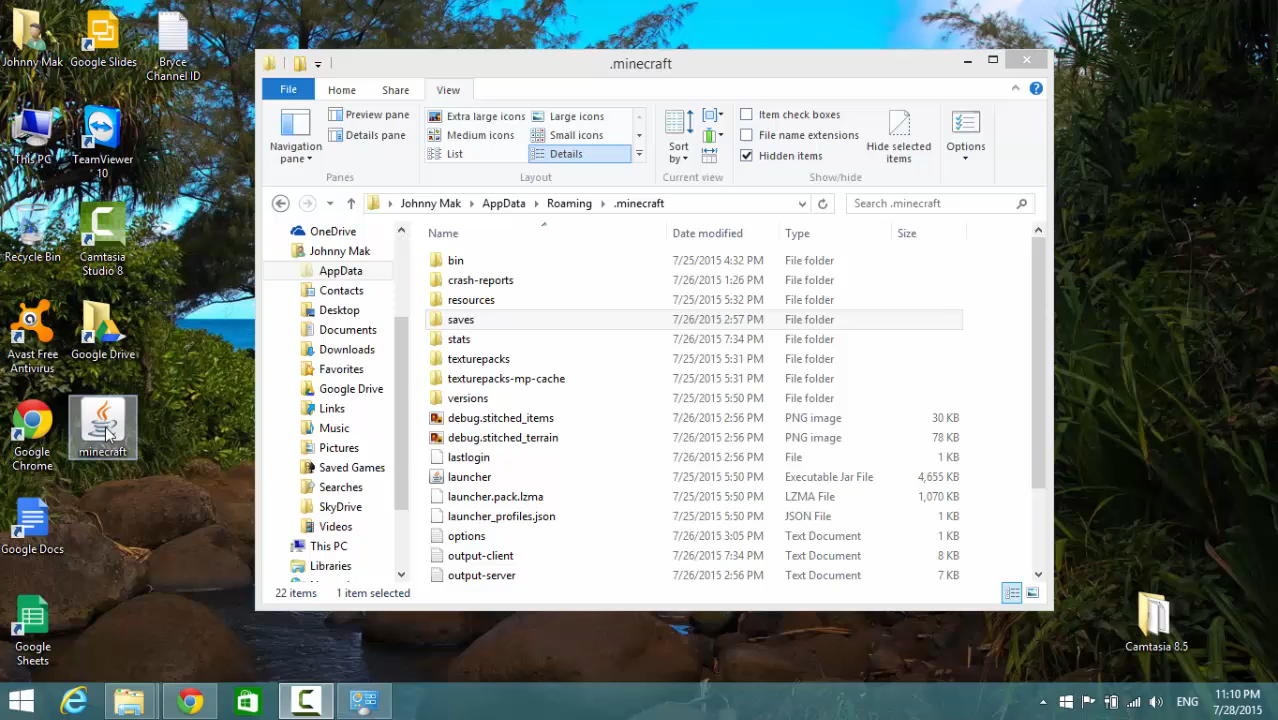 Johnny Mak
Google Slides
Bryce
Channel ID
This PC
TeamViewer
10
Recycle Bin
Camtasia
Studio 8
Avast Free
Antivirus
Google Drive
Google
Chrome
minecraft
Google Docs
Google
Sheets
Camtasia 8.5
.minecraft
File
Home
Share
View
Navigation
pane
Preview pane
Details pane
Panes
Extra large icons
Large icons
Medium icons
Small icons
List
Details
Layout
Sort
by
Current view
Item check boxes
File name extensions
Hidden items
Hide selected
items
Show/hide
Options
Johnny Mak
AppData
Roaming
.minecraft
Search .minecraft
OneDrive
Johnny Mak
AppData
Contacts
Desktop
Documents
Downloads
Favorites
Google Drive
Links
Music
Pictures
Saved Games
Searches
SkyDrive
Videos
This PC
Libraries
Name Date modified Type Size
bin 7/25/2015 4:32 PM File folder
crash-reports 7/26/2015 1:26 PM File folder
resources 7/25/2015 5:32 PM File folder
saves 7/26/2015 2:57 PM File folder
stats 7/26/2015 7:34 PM File folder
texturepacks 7/25/2015 5:31 PM File folder
texturepacks-mp-cache 7/25/2015 5:31 PM File folder
versions 7/25/2015 5:50 PM File folder
debug.stitched_items 7/26/2015 2:56 PM PNG image 30 KB
debug.stitched_terrain 7/26/2015 2:56 PM PNG image 78 KB
lastlogin 7/26/2015 2:56 PM File 1 KB
launcher 7/25/2015 5:50 PM Executable Jar File 4,655 KB
launcher.pack.lzma 7/25/2015 5:50 PM LZMA File 1,070 KB
launcher_profiles.json 7/25/2015 5:50 PM JSON File 1 KB
options 7/26/2015 3:05 PM Text Document 1 KB
output-client 7/26/2015 7:34 PM Text Document 8 KB
output-server 7/26/2015 2:56 PM Text Document 7 KB
22 items
1 item selected
ENG
11:10 PM
7/28/2015